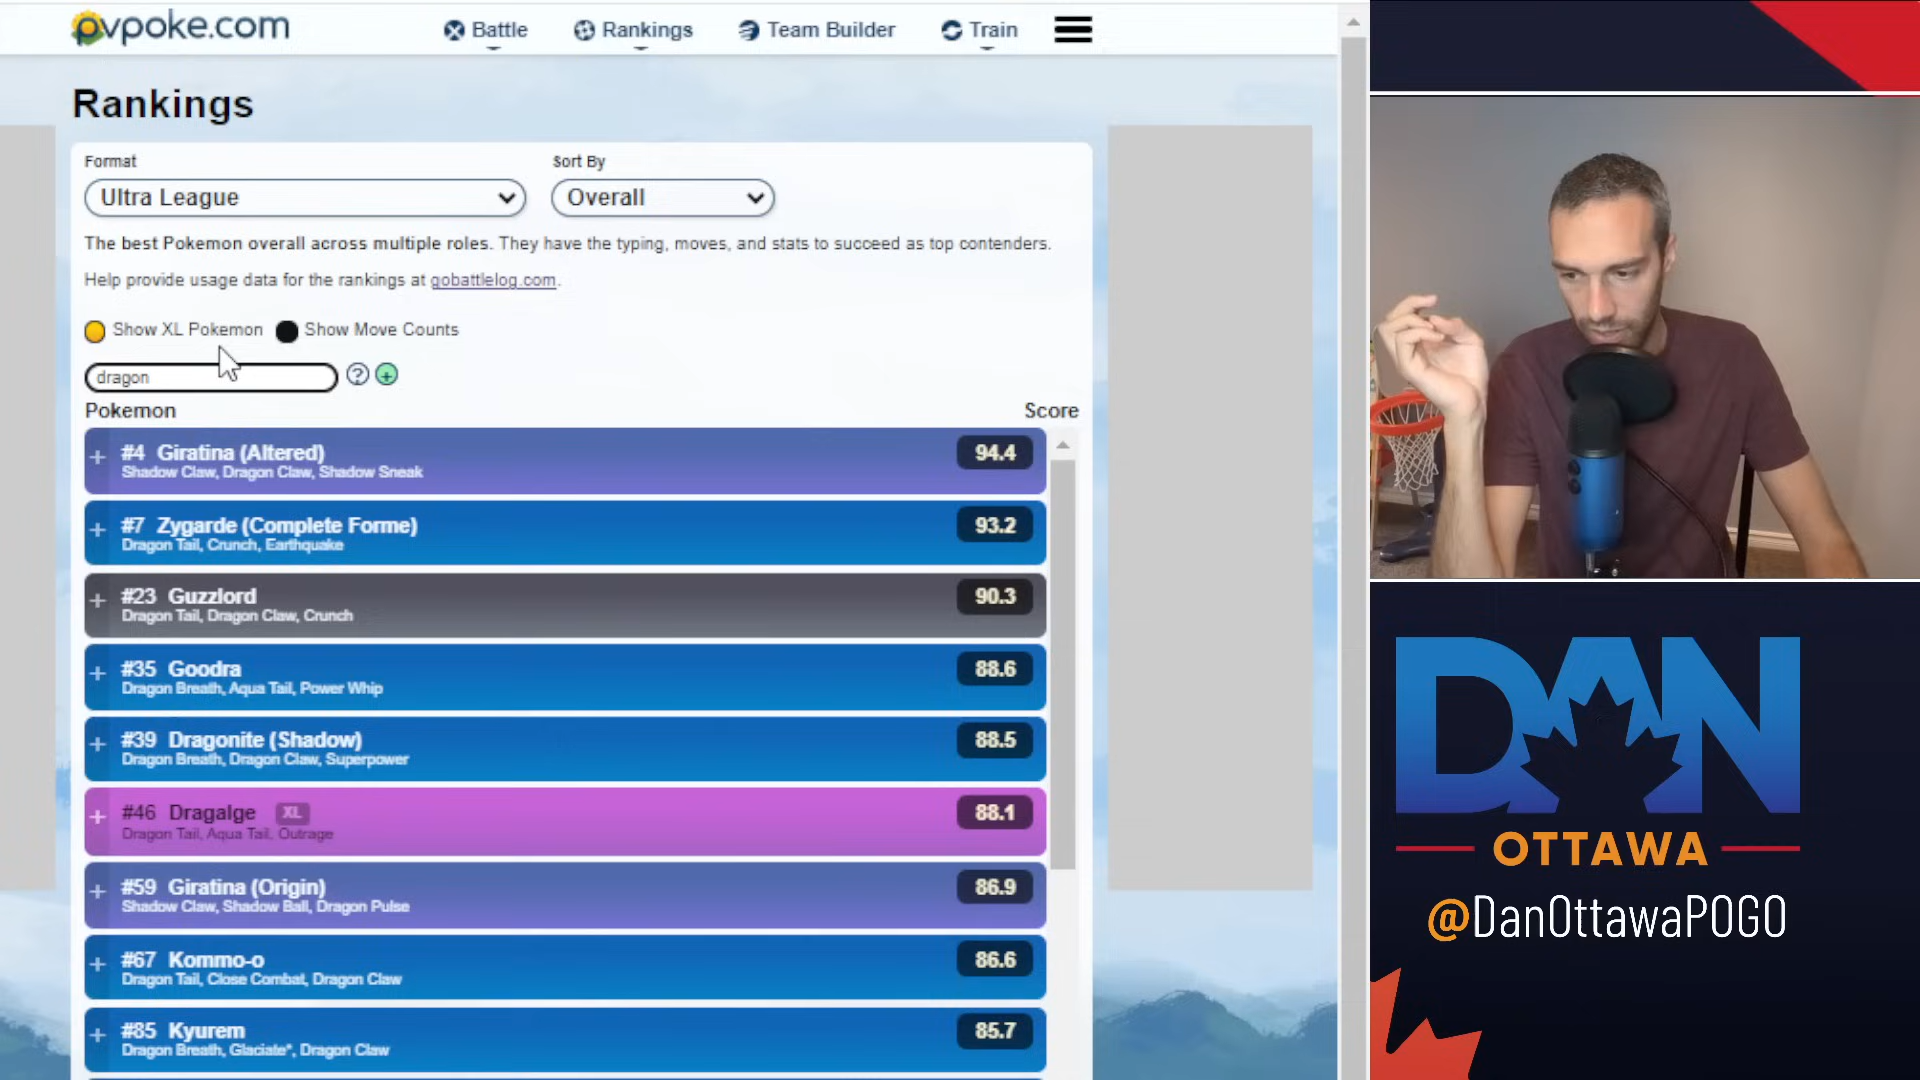 pvpoke.com
Battle
Rankings
Team Builder
Train
Rankings
Format
Sort By
Ultra League
Overall
The best Pokemon overall across multiple roles. They have the typing, moves, and stats to succeed as top contenders.
Help provide usage data for the rankings at gobattlelog.com.
Show XL Pokemon
Show Move Counts
dragon
Pokemon
Score
#4 Giratina (Altered)
94.4
Shadow Claw, Dragon Claw, Shadow Sneak
#7 Zygarde (Complete Forme)
93.2
Dragon Tail, Crunch, Earthquake
#23 Guzzlord
90.3
Dragon Tail, Dragon Claw, Crunch
#35 Goodra
88.6
Dragon Breath, Aqua Tail, Power Whip
#39 Dragonite (Shadow)
88.5
Dragon Breath, Dragon Claw, Superpower
#46 Dragalge XL
88.1
Dragon Tail, Aqua Tail, Outrage
#59 Giratina (Origin)
86.9
Shadow Claw, Shadow Ball, Dragon Pulse
#67 Kommo-o
86.6
Dragon Tail, Close Combat, Dragon Claw
#85 Kyurem
85.7
Dragon Breath, Glaciate*, Dragon Claw
DAN
OTTAWA
@DanOttawaPOGO